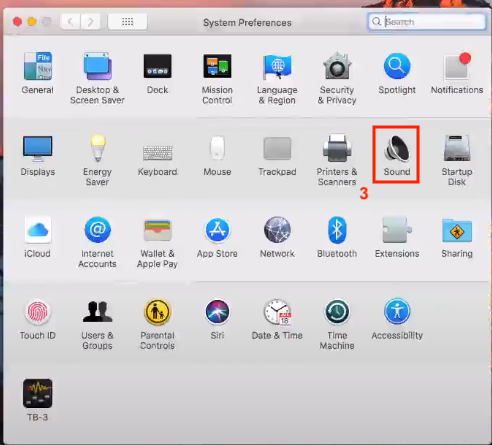 System Preferences
Search
General
Desktop &
Screen Saver
Dock
Mission
Control
Language
& Region
Security
& Privacy
Spotlight
Notifications
Displays
Energy
Saver
Keyboard
Mouse
Trackpad
Printers &
Scanners
Sound
Startup
Disk
3
iCloud
Internet
Accounts
Wallet &
Apple Pay
App Store
Network
Bluetooth
Extensions
Sharing
Touch ID
Users &
Groups
Parental
Controls
Siri
Date & Time
Time
Machine
Accessibility
TB-3